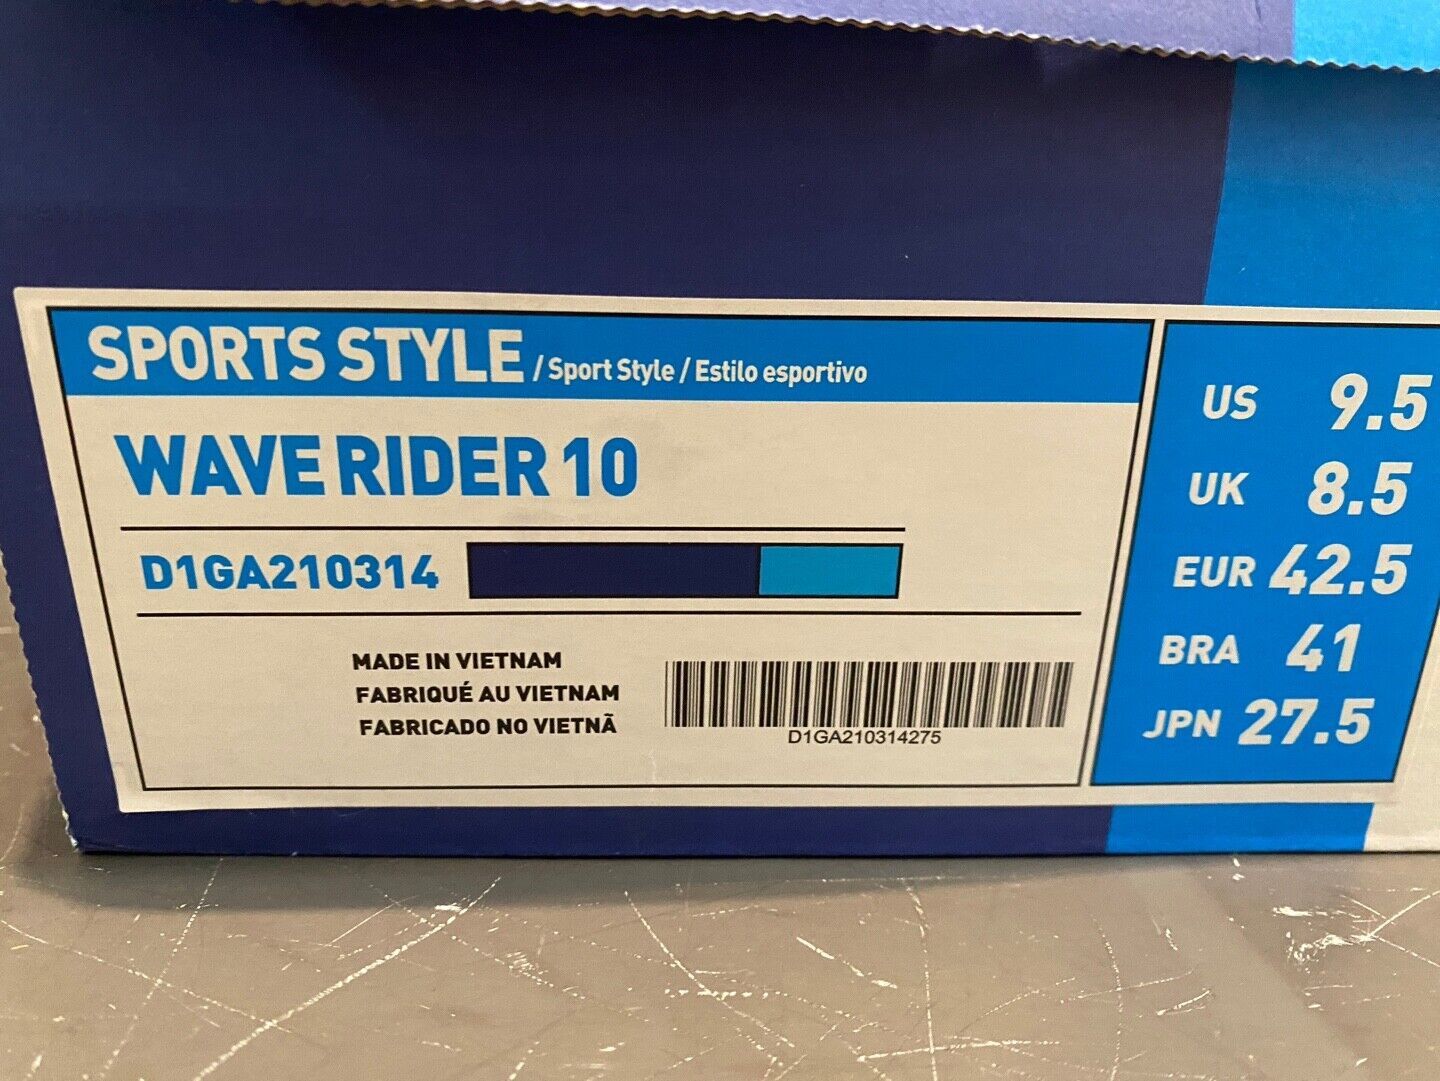 SPORTS STYLE / Sport Style / Estilo esportivo
WAVE RIDER 10
D1GA210314
MADE IN VIETNAM
FABRIQUÉ AU VIETNAM
FABRICADO NO VIETNÃ
D1GA210314275
US 9.5
UK 8.5
EUR 42.5
BRA 41
JPN 27.5